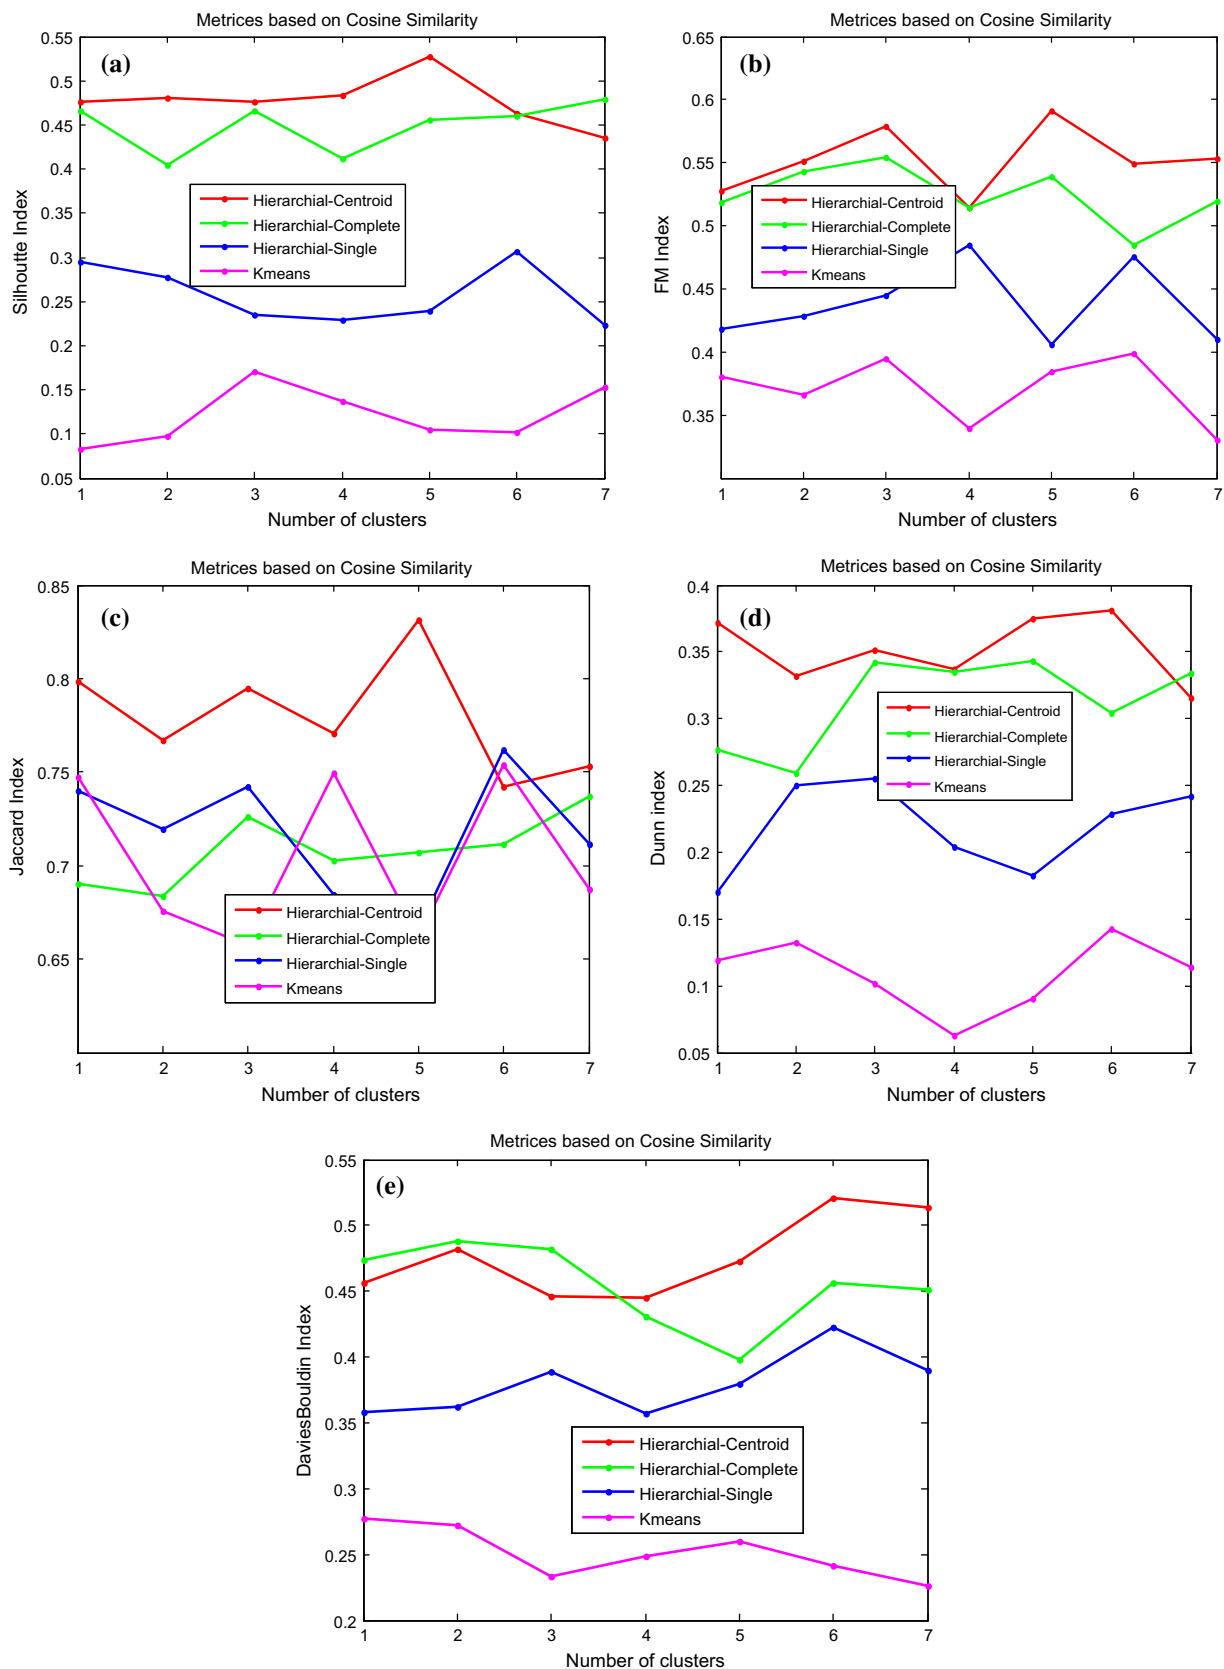 Metrices based on Cosine Similarity
(a)
0.55
0.5
0.45
0.4
0.35
0.3
0.25
0.2
0.15
0.1
0.05
Silhoutte Index
Hierarchial-Centroid
Hierarchial-Complete
Hierarchial-Single
Kmeans
1 2 3 4 5 6 7
Number of clusters
Metrices based on Cosine Similarity
(b)
0.65
0.6
0.55
0.5
0.45
0.4
0.35
FM Index
Hierarchial-Centroid
Hierarchial-Complete
Hierarchial-Single
Kmeans
1 2 3 4 5 6 7
Number of clusters
Metrices based on Cosine Similarity
(c)
0.85
0.8
0.75
0.7
0.65
Jaccard Index
Hierarchial-Centroid
Hierarchial-Complete
Hierarchial-Single
Kmeans
1 2 3 4 5 6 7
Number of clusters
Metrices based on Cosine Similarity
(d)
0.4
0.35
0.3
0.25
0.2
0.15
0.1
0.05
Dunn index
Hierarchial-Centroid
Hierarchial-Complete
Hierarchial-Single
Kmeans
1 2 3 4 5 6 7
Number of clusters
Metrices based on Cosine Similarity
(e)
0.55
0.5
0.45
0.4
0.35
0.3
0.25
0.2
DaviesBouldin Index
Hierarchial-Centroid
Hierarchial-Complete
Hierarchial-Single
Kmeans
1 2 3 4 5 6 7
Number of clusters